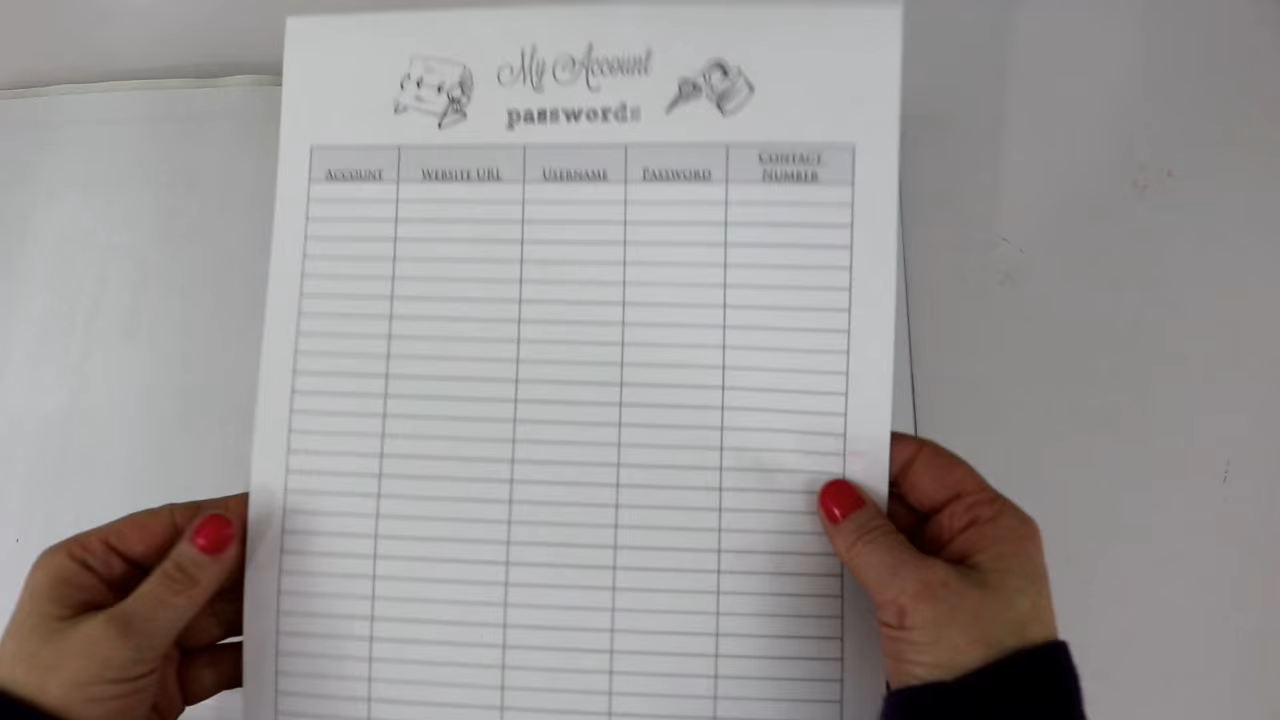 My Account
passwords
ACCOUNT
WEBSITE URL
USERNAME
PASSWORD
CONTACT
NUMBER